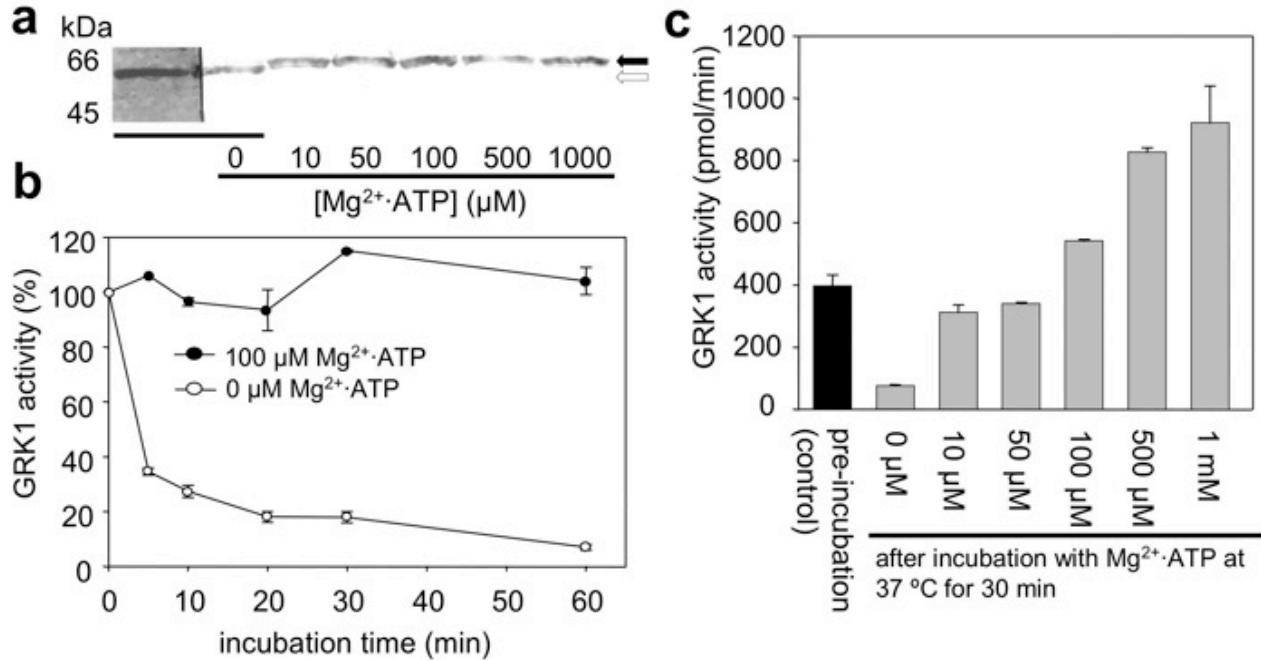 a
kDa
66
45
0 10 50 100 500 1000
[Mg²⁺·ATP] (µM)
b
GRK1 activity (%)
120
100
80
60
40
20
0
100 µM Mg²⁺·ATP
0 µM Mg²⁺·ATP
0 10 20 30 40 50 60
incubation time (min)
c
GRK1 activity (pmol/min)
1200
1000
800
600
400
200
0
pre-incubation
(control)
0 µM
10 µM
50 µM
100 µM
500 µM
1 mM
after incubation with Mg²⁺·ATP at
37 ºC for 30 min